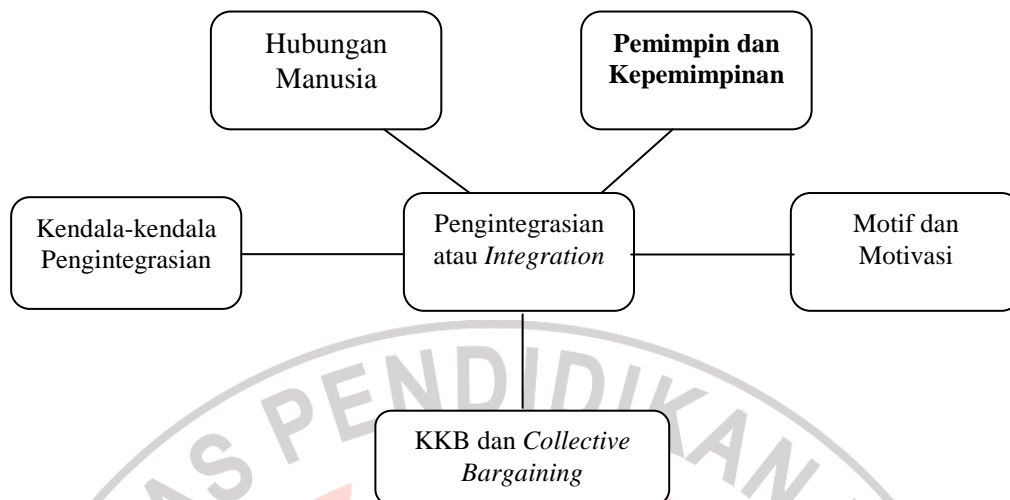 Hubungan
Manusia
Pemimpin dan
Kepemimpinan
Kendala-kendala
Pengintegrasian
Pengintegrasian
atau Integration
Motif dan
Motivasi
KKB dan Collective
Bargaining
AS PENDIDIKAN